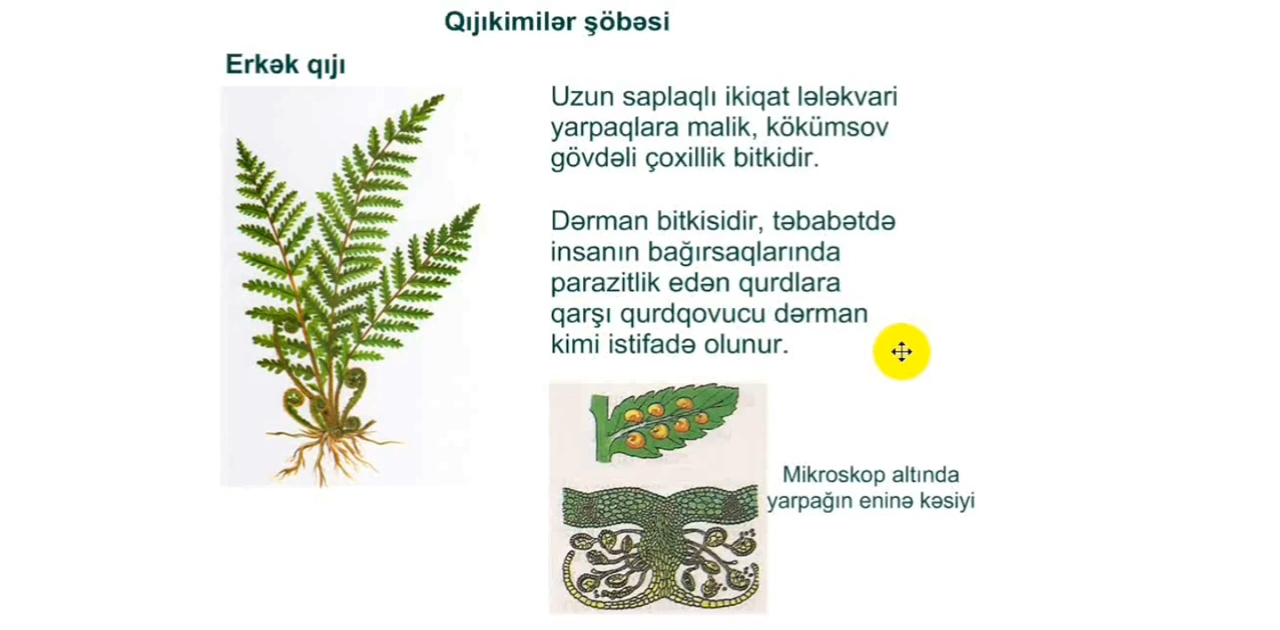 Qıjıkimilər şöbəsi
Erkək qıjı
Uzun saplaqlı ikiqat lələkvari
yarpaqlara malik, kökümsov
gövdəli çoxillik bitkidir.
Dərman bitkisidir, təbabətdə
insanın bağırsaqlarında
parazitlik edən qurdlara
qarşı qurdqovucu dərman
kimi istifadə olunur.
Mikroskop altında
yarpağın eninə kəsiyi